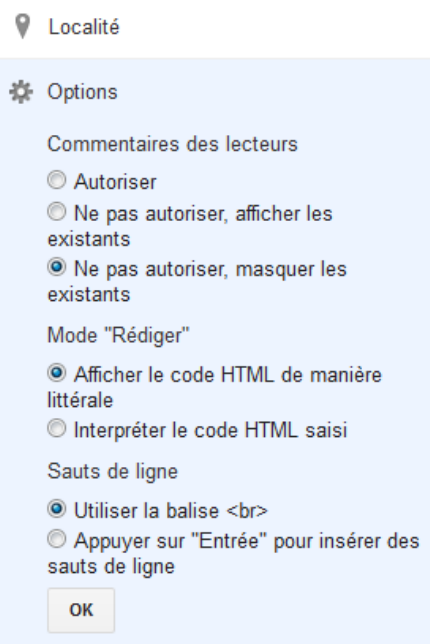 Localité
Options
Commentaires des lecteurs
Autoriser
Ne pas autoriser, afficher les
existants
Ne pas autoriser, masquer les
existants
Mode "Rédiger"
Afficher le code HTML de manière
littérale
Interpréter le code HTML saisi
Sauts de ligne
Utiliser la balise <br>
Appuyer sur "Entrée" pour insérer des
sauts de ligne
OK